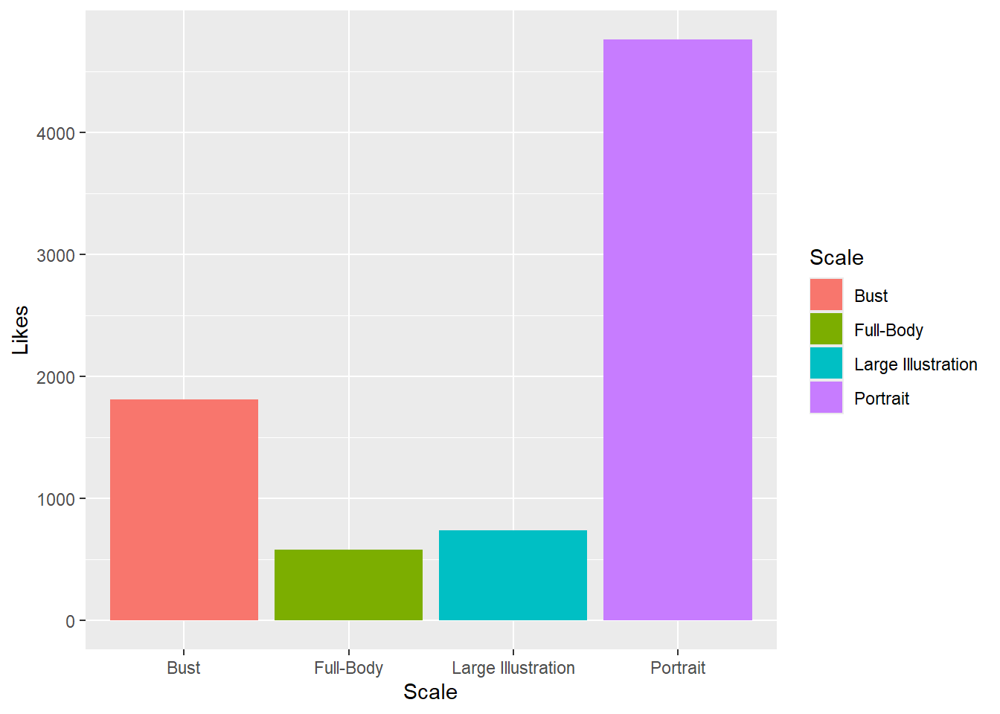 Likes
4000
3000
2000
1000
0
Bust
Full-Body
Large Illustration
Portrait
Scale
Scale
Bust
Full-Body
Large Illustration
Portrait